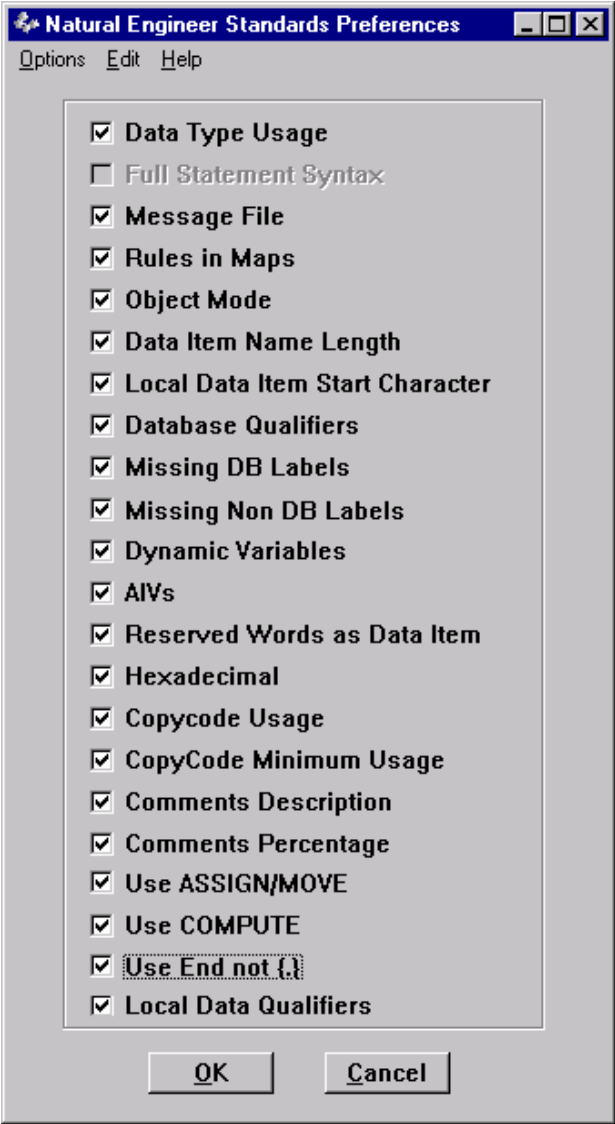 Natural Engineer Standards Preferences
Options Edit Help
Data Type Usage
Full Statement Syntax
Message File
Rules in Maps
Object Mode
Data Item Name Length
Local Data Item Start Character
Database Qualifiers
Missing DB Labels
Missing Non DB Labels
Dynamic Variables
AIVs
Reserved Words as Data Item
Hexadecimal
Copycode Usage
CopyCode Minimum Usage
Comments Description
Comments Percentage
Use ASSIGN/MOVE
Use COMPUTE
Use End not {.}
Local Data Qualifiers
OK Cancel